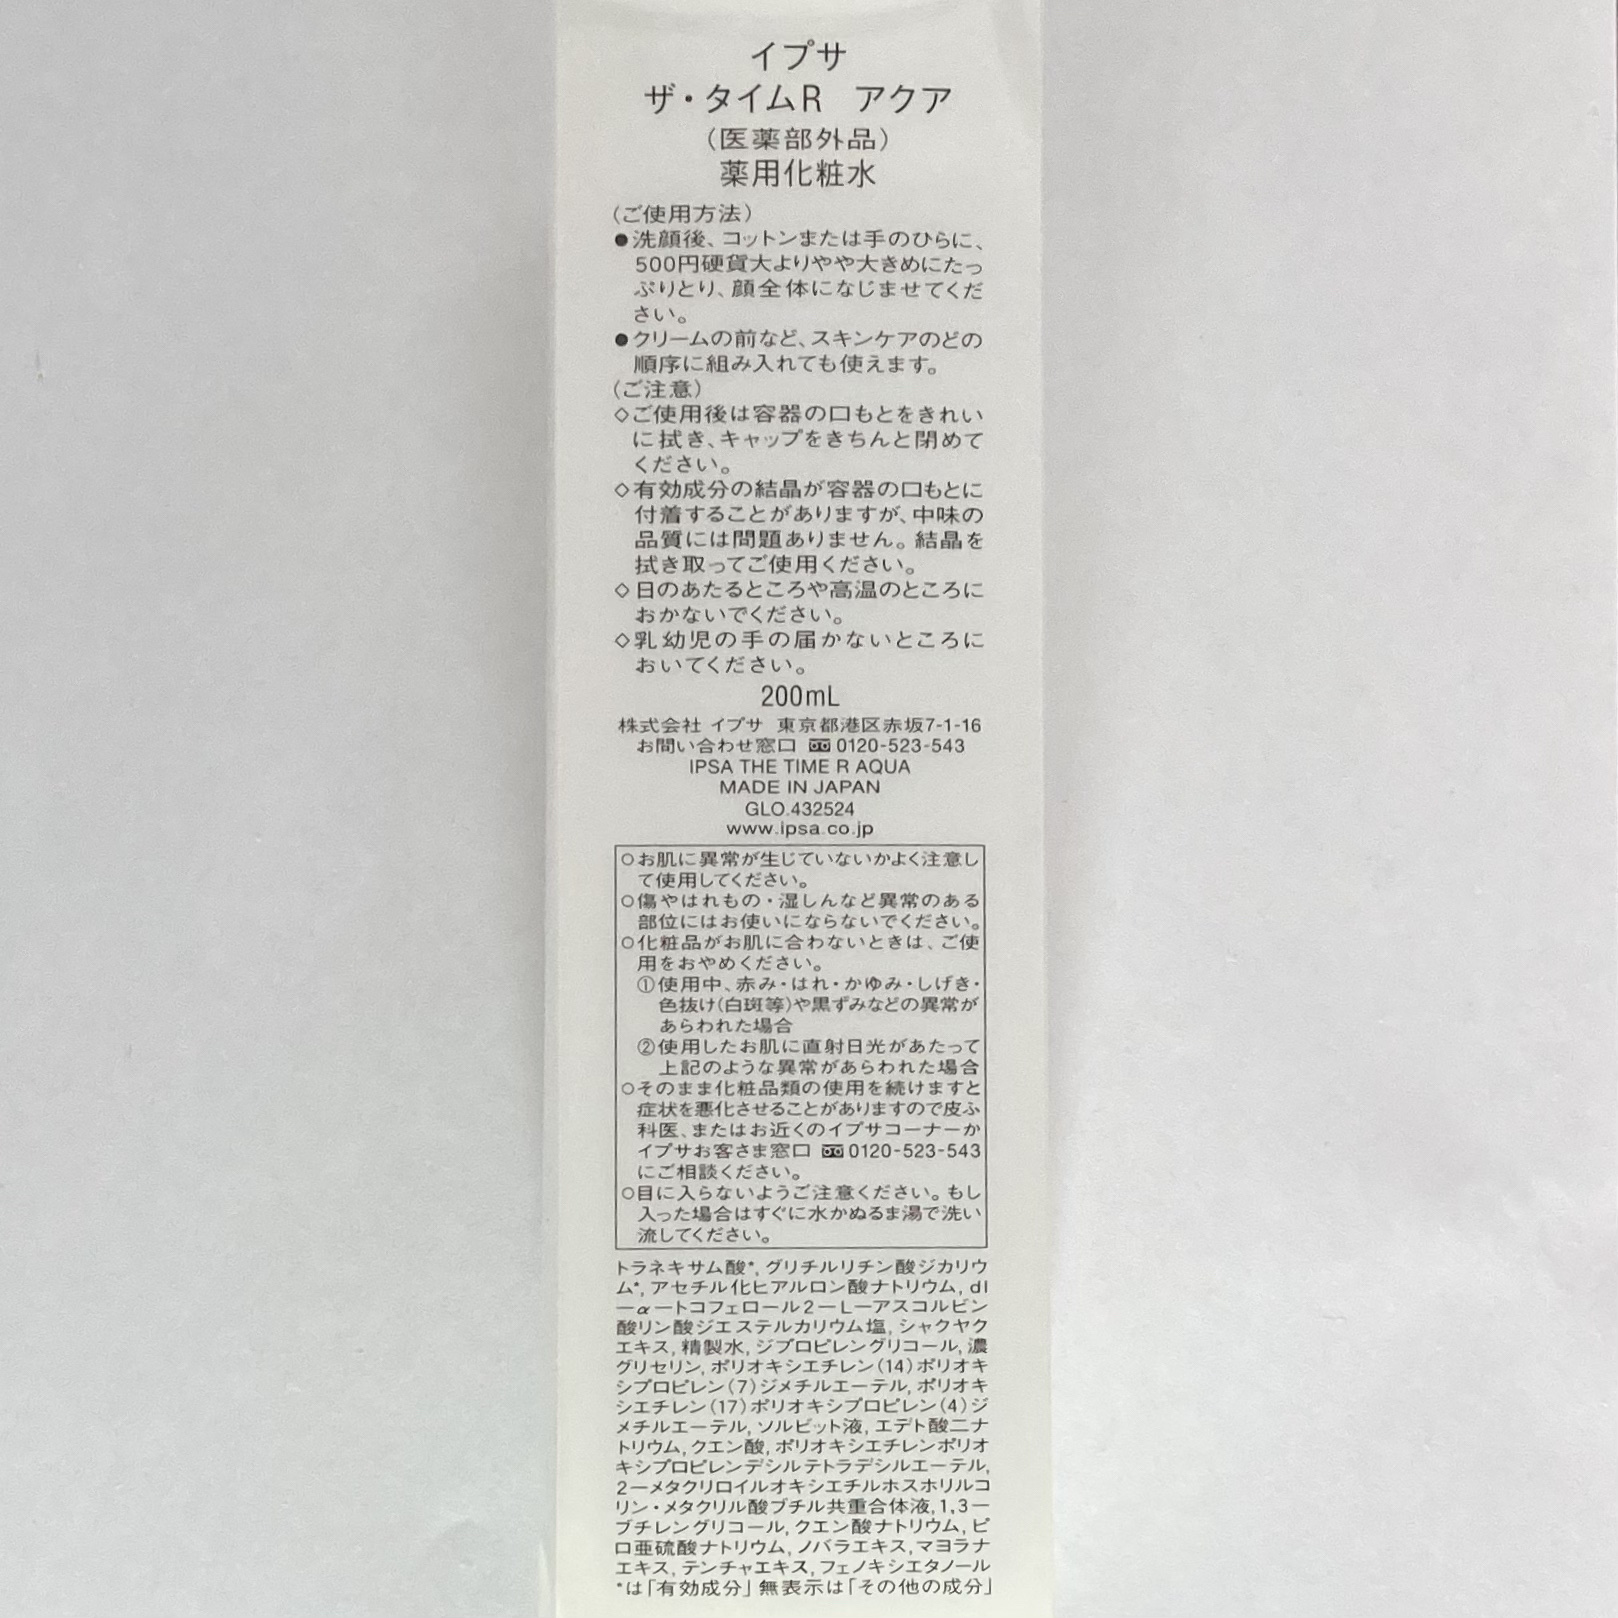 イプサ
ザ・タイムR アクア
(医薬部外品)
薬用化粧水
(ご使用方法)
●洗顔後、コットンまたは手のひらに、
500円硬貨大よりやや大きめにたっ
ぷりとり、顔全体になじませてくだ
さい。
●クリームの前など、スキンケアのどの
順序に組み入れても使えます。
(ご注意)
◇ご使用後は容器の口もとをきれい
に拭き、キャップをきちんと閉めて
ください。
◇有効成分の結晶が容器の口もとに
付着することがありますが、中味の
品質には問題ありません。結晶を
拭き取ってご使用ください。
◇日のあたるところや高温のところに
おかないでください。
◇乳幼児の手の届かないところに
おいてください。
200mL
株式会社 イプサ 東京都港区赤坂7-1-16
お問い合わせ窓口 0120-523-543
IPSA THE TIME R AQUA
MADE IN JAPAN
GLO.432524
www.ipsa.co.jp
○お肌に異常が生じていないかよく注意し
て使用してください。
○傷やはれもの・湿しんなど異常のある
部位にはお使いにならないでください。
○化粧品がお肌に合わないときは、ご使
用をおやめください。
①使用中、赤み・はれ・かゆみ・しげき・
色抜け(白斑等)や黒ずみなどの異常が
あらわれた場合
②使用したお肌に直射日光があたって
上記のような異常があらわれた場合
○そのまま化粧品類の使用を続けますと
症状を悪化させることがありますので皮ふ
科医、またはお近くのイプサコーナーか
イプサお客さま窓口 0120-523-543
にご相談ください。
○目に入らないようご注意ください。もし
入った場合はすぐに水かぬるま湯で洗い
流してください。
トラネキサム酸*, グリチルリチン酸ジカリウ
ム*, アセチル化ヒアルロン酸ナトリウム, dl
ーαートコフェロール2ーLーアスコルビン
酸リン酸ジエステルカリウム塩, シャクヤク
エキス, 精製水, ジプロピレングリコール, 濃
グリセリン, ポリオキシエチレン(14)ポリオキ
シプロピレン(7)ジメチルエーテル, ポリオキ
シエチレン(17)ポリオキシプロピレン(4)ジ
メチルエーテル, ソルビット液, エデト酸二ナ
トリウム, クエン酸, ポリオキシエチレンポリオ
キシプロピレンデシルテトラデシルエーテル,
2ーメタクリロイルオキシエチルホスホリルコ
リン・メタクリル酸ブチル共重合体液, 1,3ー
ブチレングリコール, クエン酸ナトリウム, ピ
ロ亜硫酸ナトリウム, ノバラエキス, マヨラナ
エキス, テンチャエキス, フェノキシエタノール
*は「有効成分」無表示は「その他の成分」